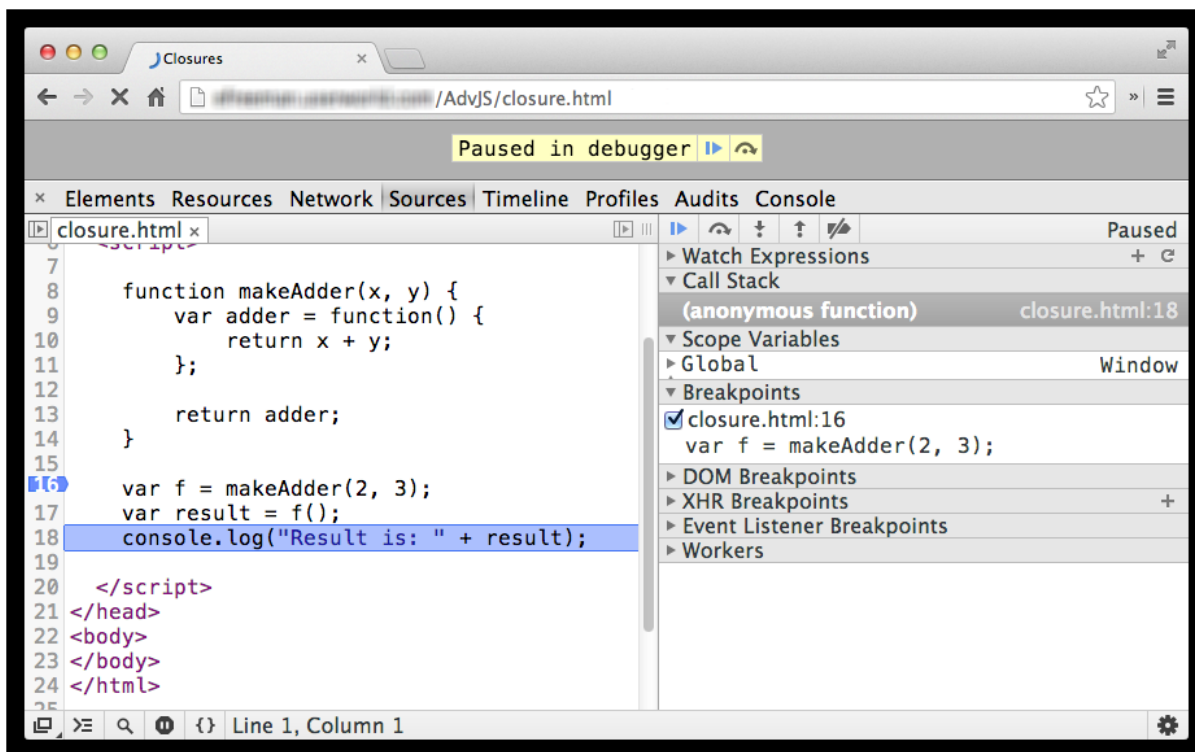 Closures
/AdvJS/closure.html
Paused in debugger
Elements Resources Network Sources Timeline Profiles Audits Console
closure.html
Paused
6 <script>
7
8 function makeAdder(x, y) {
9 var adder = function() {
10 return x + y;
11 };
12
13 return adder;
14 }
15
16 var f = makeAdder(2, 3);
17 var result = f();
18 console.log("Result is: " + result);
19
20 </script>
21 </head>
22 <body>
23 </body>
24 </html>
25
Watch Expressions
Call Stack
(anonymous function) closure.html:18
Scope Variables
Global Window
Breakpoints
closure.html:16
var f = makeAdder(2, 3);
DOM Breakpoints
XHR Breakpoints
Event Listener Breakpoints
Workers
{} Line 1, Column 1